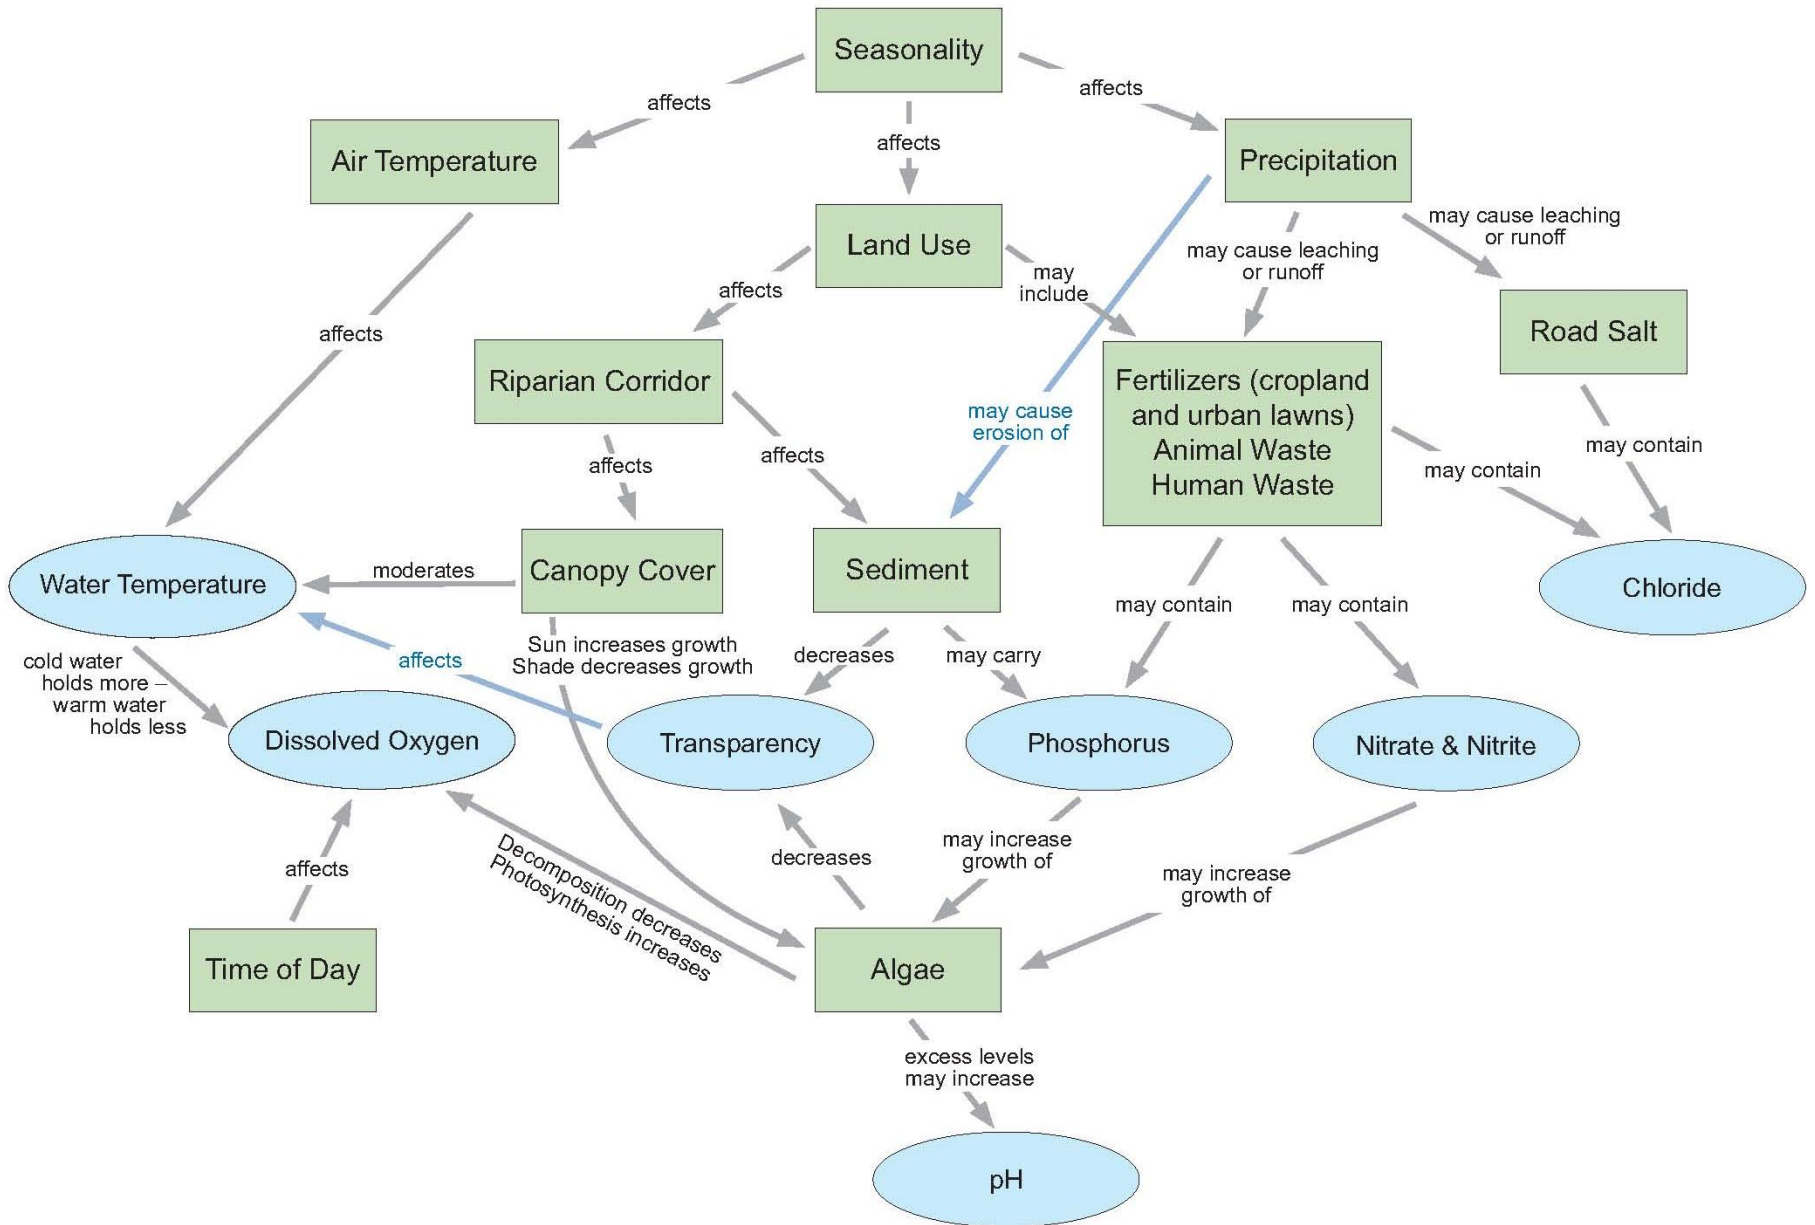 Seasonality
affects
affects
affects
Air Temperature
Precipitation
Land Use
may cause leaching
or runoff
may cause leaching
or runoff
affects
may
include
affects
Riparian Corridor
Road Salt
Fertilizers (cropland
and urban lawns)
Animal Waste
Human Waste
may cause
erosion of
affects
affects
may contain
may contain
Water Temperature
moderates
Canopy Cover
Sediment
Chloride
may contain
may contain
Sun increases growth
Shade decreases growth
decreases
may carry
affects
cold water
holds more –
warm water
holds less
Dissolved Oxygen
Transparency
Phosphorus
Nitrate & Nitrite
affects
Decomposition decreases
Photosynthesis increases
decreases
may increase
growth of
may increase
growth of
Time of Day
Algae
excess levels
may increase
pH